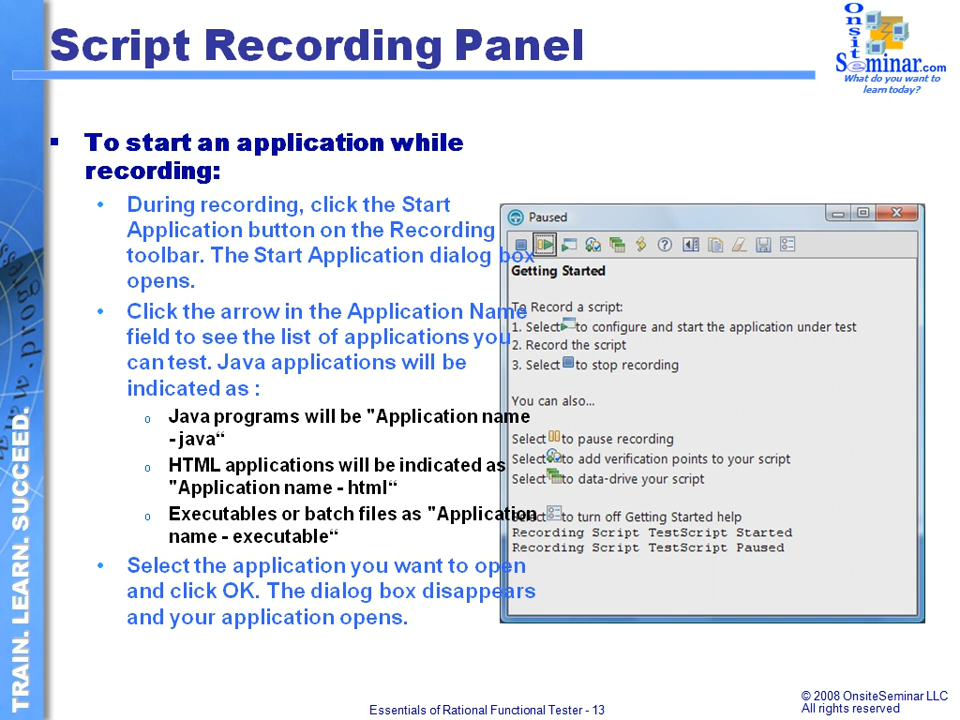 Script Recording Panel
Onsite
Seminar.com
What do you want to
learn today?
▪ To start an application while
recording:
• During recording, click the Start
Application button on the Recording
toolbar. The Start Application dialog box
opens.
• Click the arrow in the Application Name
field to see the list of applications you
can test. Java applications will be
indicated as :
o Java programs will be "Application name
- java“
o HTML applications will be indicated as
"Application name - html“
o Executables or batch files as "Application
name - executable“
• Select the application you want to open
and click OK. The dialog box disappears
and your application opens.
Paused
Getting Started
To Record a script:
1. Select to configure and start the application under test
2. Record the script
3. Select to stop recording
You can also...
Select to pause recording
Select to add verification points to your script
Select to data-drive your script
Select to turn off Getting Started help
Recording Script TestScript Started
Recording Script TestScript Paused
TRAIN. LEARN. SUCCEED.
Essentials of Rational Functional Tester - 13
© 2008 OnsiteSeminar LLC
All rights reserved